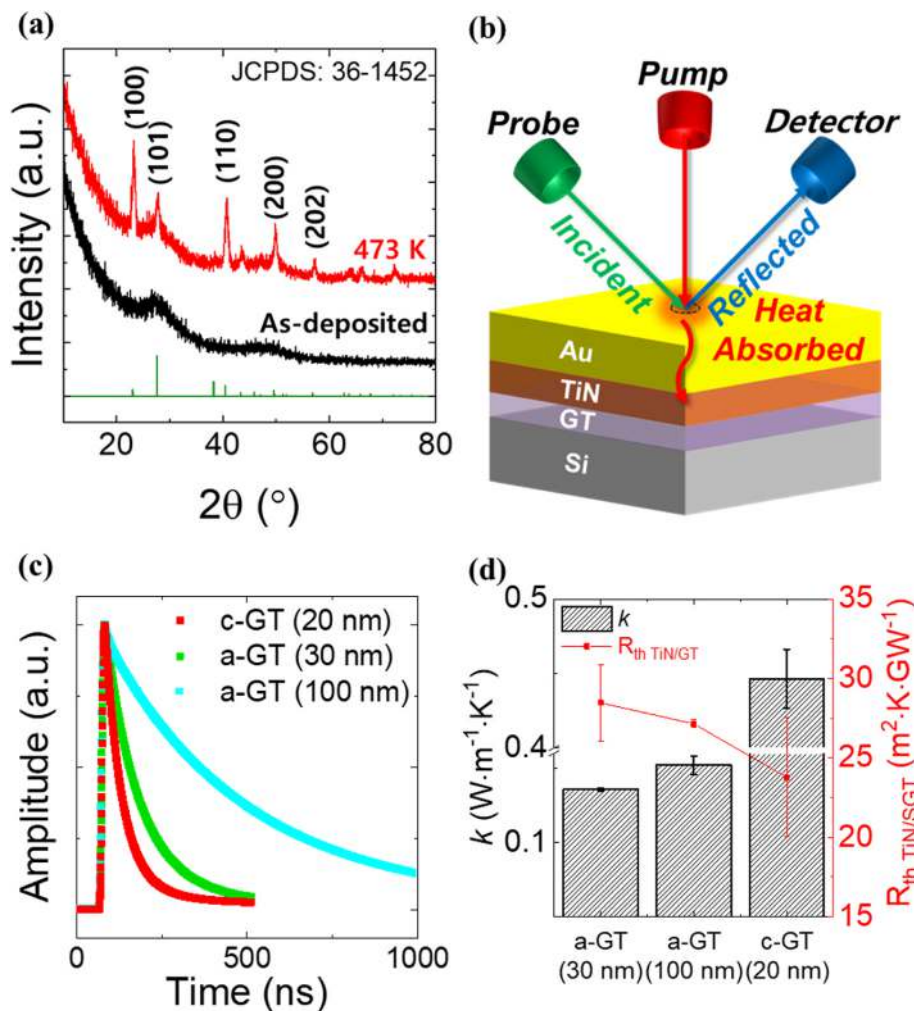 (a)
JCPDS: 36-1452
(100)
(101)
(110)
(200)
(202)
473 K
As-deposited
Intensity (a.u.)
20
40
60
80
2θ (°)
(b)
Pump
Probe
Detector
Incident
Reflected
Heat
Absorbed
Au
TiN
GT
Si
(c)
c-GT (20 nm)
a-GT (30 nm)
a-GT (100 nm)
Amplitude (a.u.)
0
500
1000
Time (ns)
(d)
0.5
0.4
0.1
k (W·m⁻¹·K⁻¹)
k
R_th TiN/GT
35
30
25
20
15
R_th TiN/SGT (m²·K·GW⁻¹)
a-GT a-GT c-GT
(30 nm) (100 nm) (20 nm)